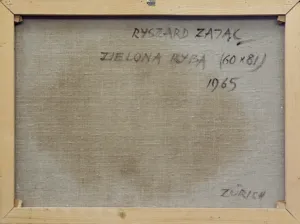 RYSZARD ZAJĄC
ZIELONA RYBA (60 × 81)
1965
ZÜRICH